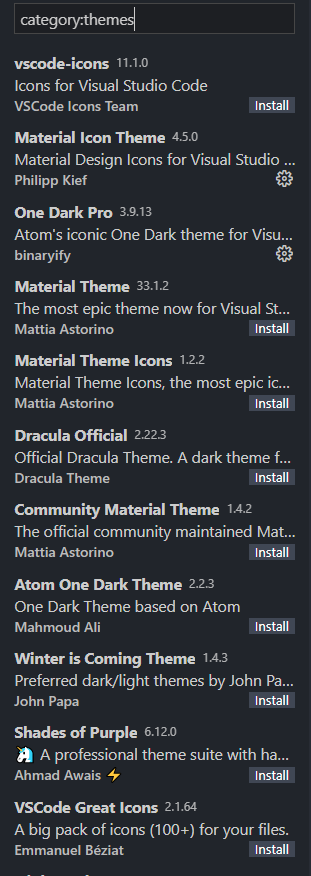 category:themes
vscode-icons 11.1.0
Icons for Visual Studio Code
VSCode Icons Team Install
Material Icon Theme 4.5.0
Material Design Icons for Visual Studio ...
Philipp Kief
One Dark Pro 3.9.13
Atom's iconic One Dark theme for Visu...
binaryify
Material Theme 33.1.2
The most epic theme now for Visual St...
Mattia Astorino Install
Material Theme Icons 1.2.2
Material Theme Icons, the most epic ic...
Mattia Astorino Install
Dracula Official 2.22.3
Official Dracula Theme. A dark theme f...
Dracula Theme Install
Community Material Theme 1.4.2
The official community maintained Mat...
Mattia Astorino Install
Atom One Dark Theme 2.2.3
One Dark Theme based on Atom
Mahmoud Ali Install
Winter is Coming Theme 1.4.3
Preferred dark/light themes by John Pa...
John Papa Install
Shades of Purple 6.12.0
🦄 A professional theme suite with ha...
Ahmad Awais ⚡ Install
VSCode Great Icons 2.1.64
A big pack of icons (100+) for your files.
Emmanuel Béziat Install